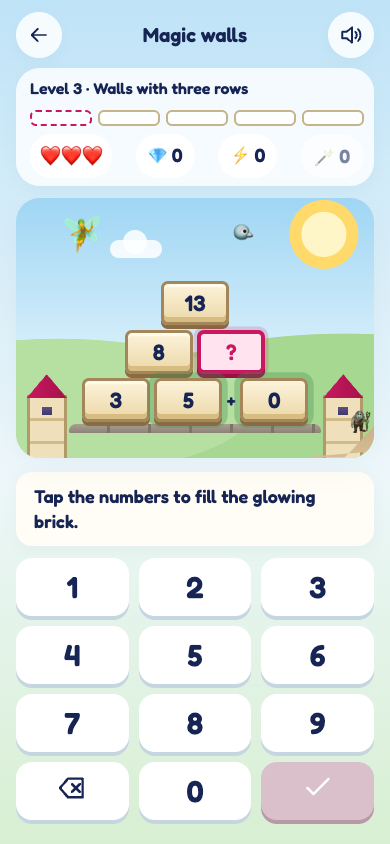 Magic walls
Level 3 · Walls with three rows
0 0 0
13
8 ?
3 5 + 0
Tap the numbers to fill the glowing
brick.
1 2 3
4 5 6
7 8 9
0